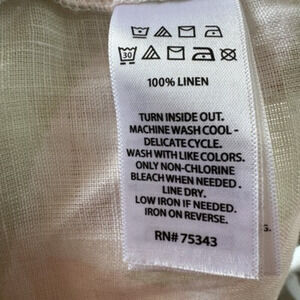 30
100% LINEN
TURN INSIDE OUT.
MACHINE WASH COOL -
DELICATE CYCLE.
WASH WITH LIKE COLORS.
ONLY NON-CHLORINE
BLEACH WHEN NEEDED .
LINE DRY.
LOW IRON IF NEEDED.
IRON ON REVERSE.
RN# 75343